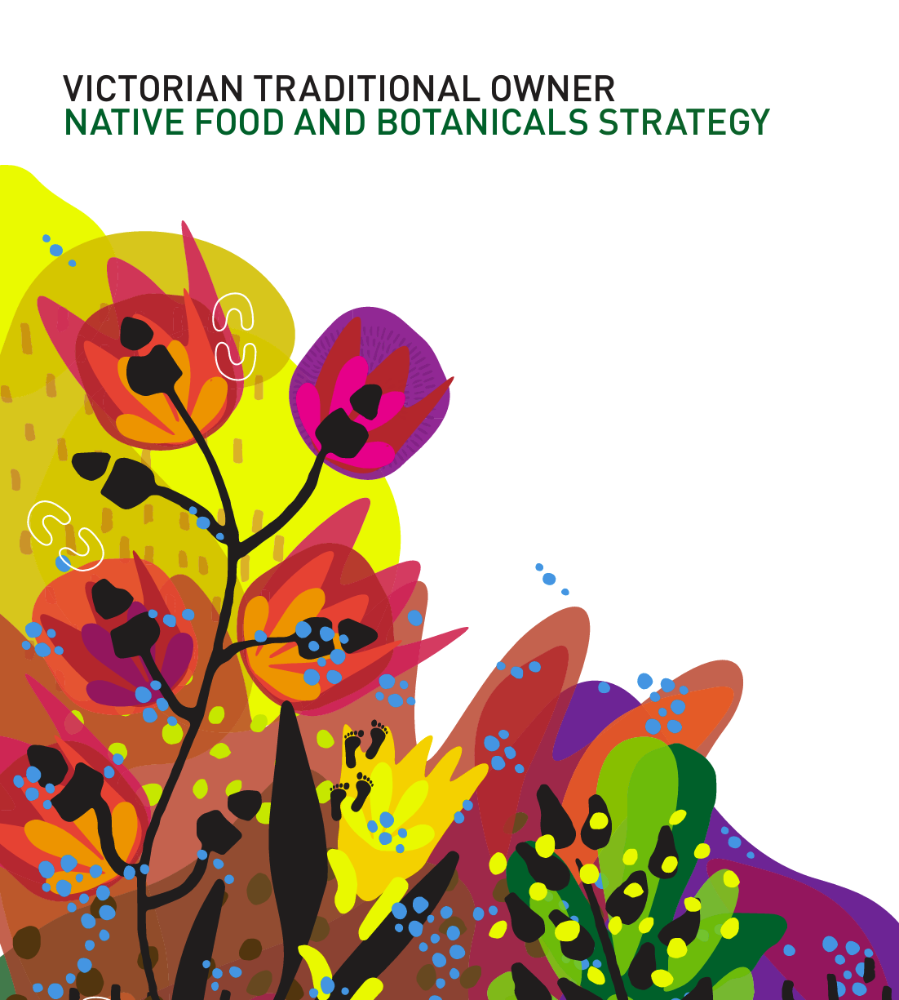 VICTORIAN TRADITIONAL OWNER
NATIVE FOOD AND BOTANICALS STRATEGY